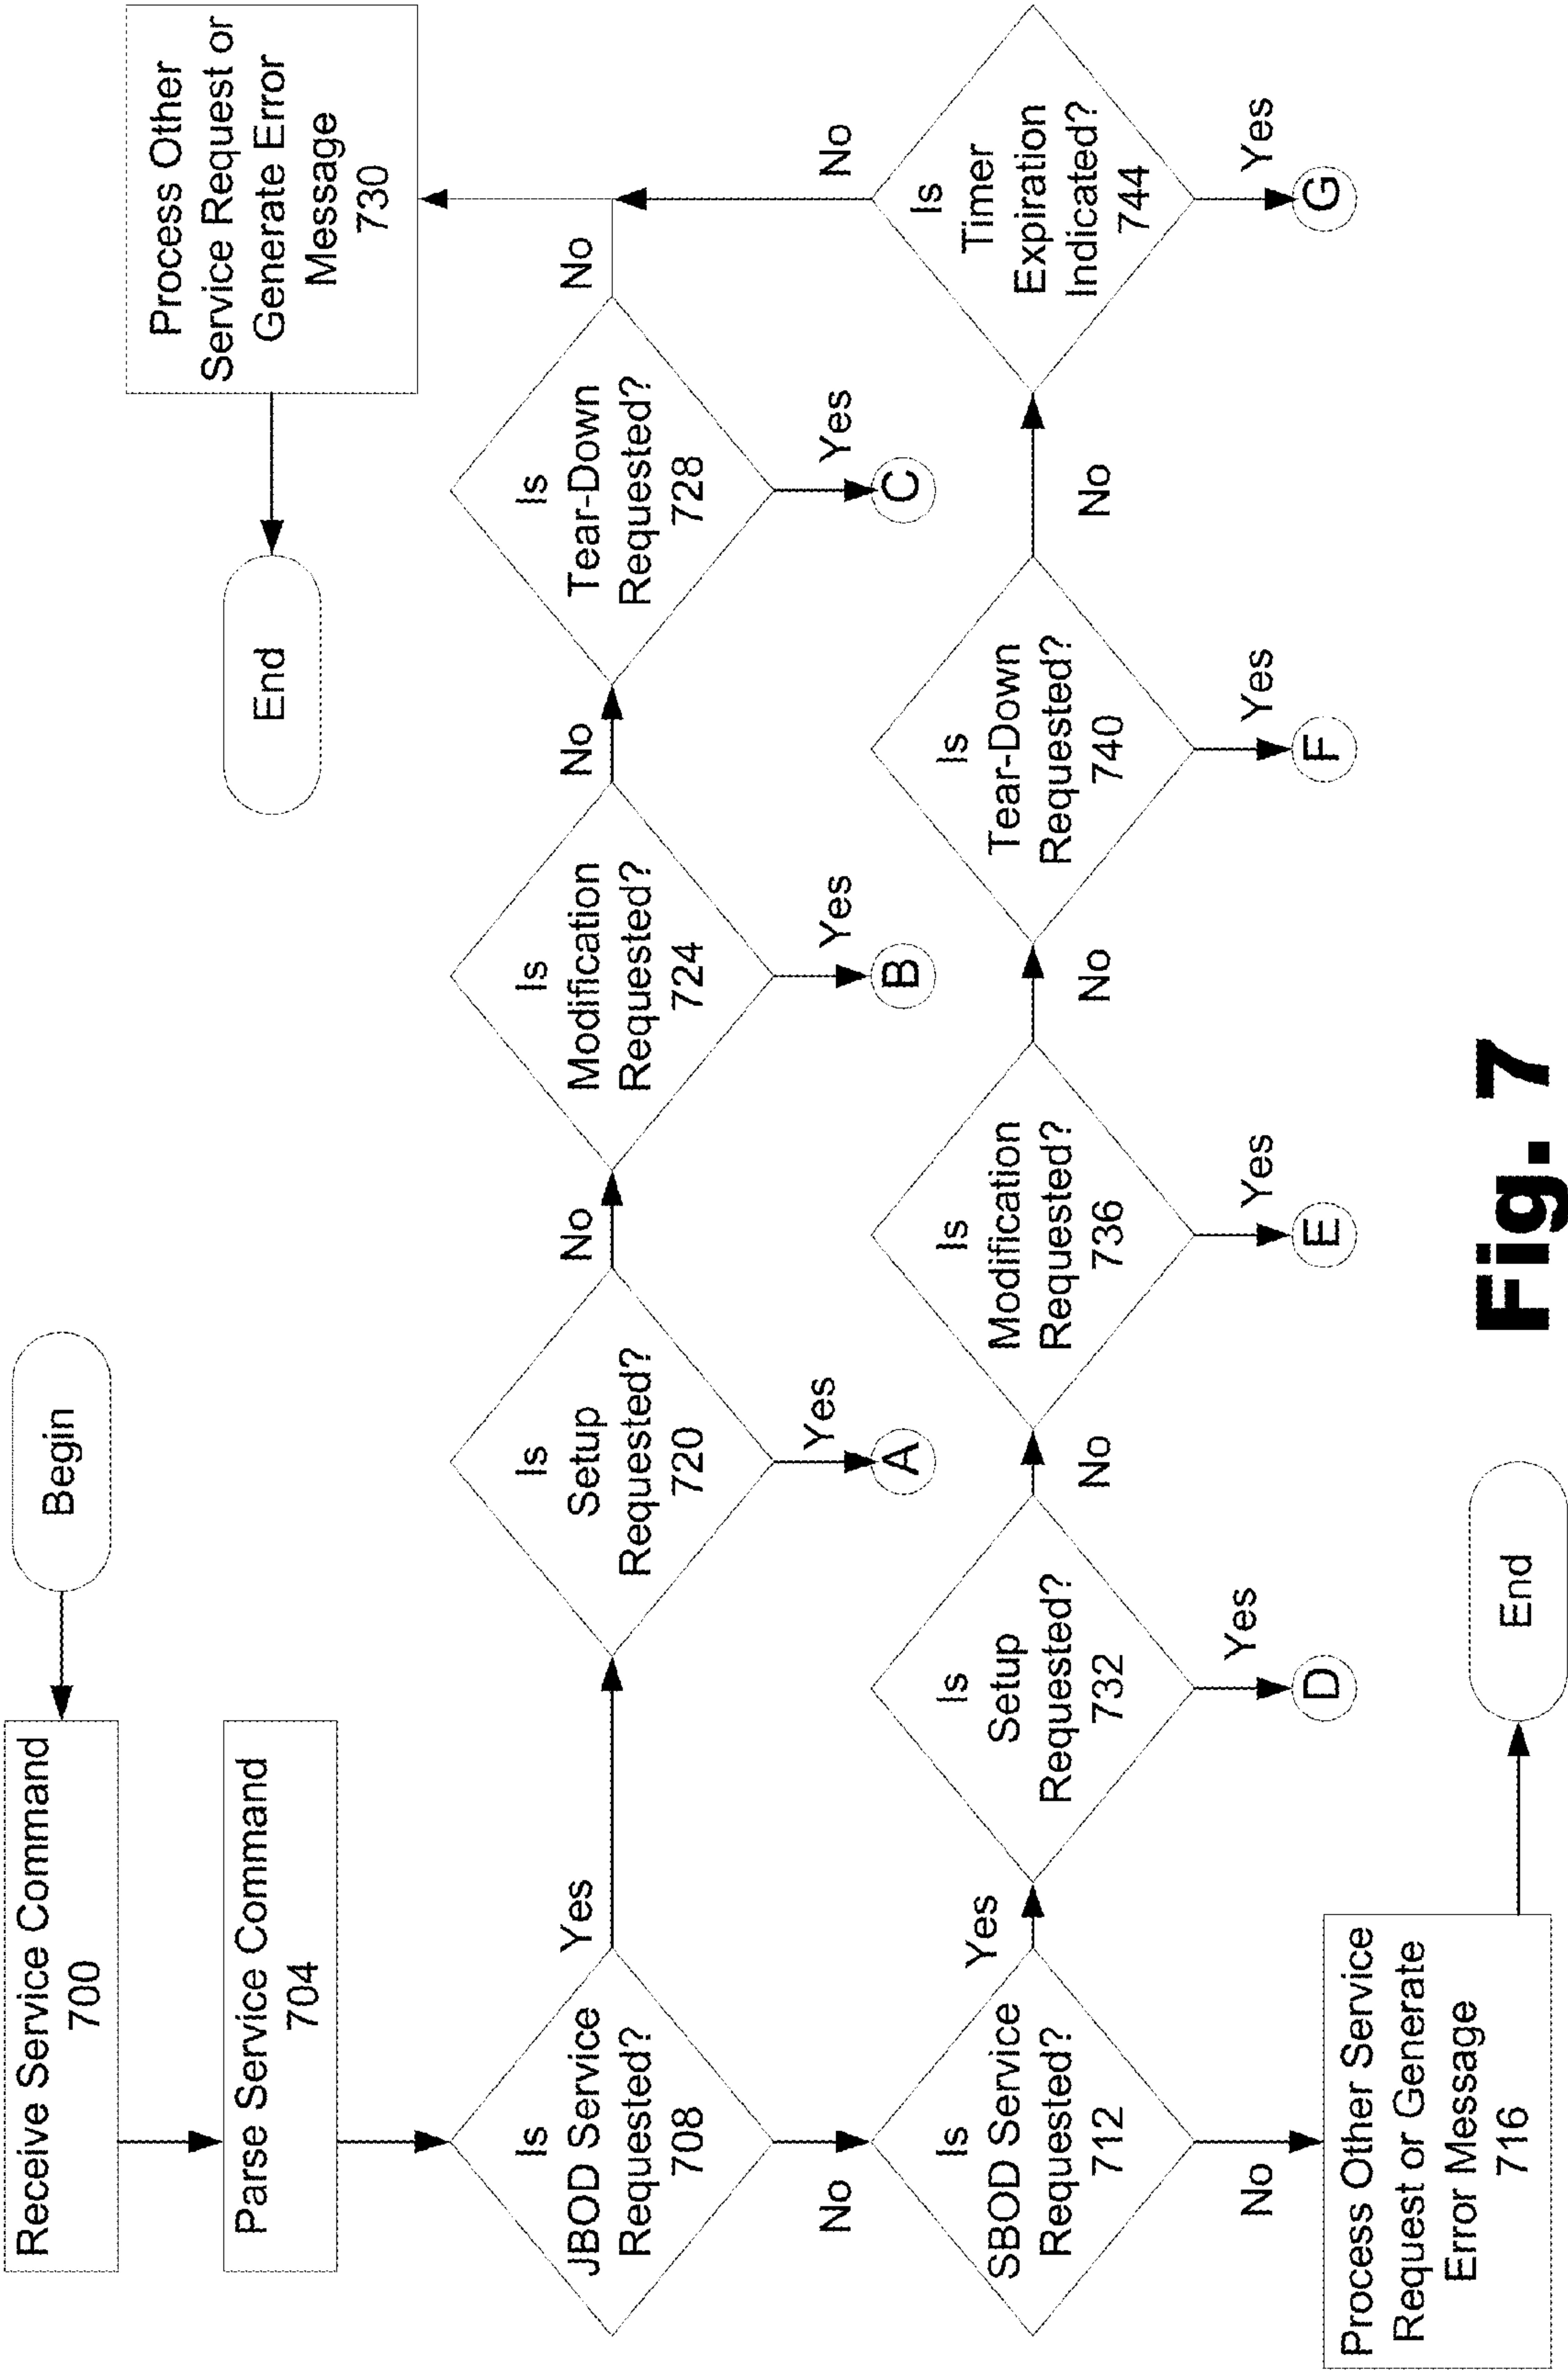 Begin
Receive Service Command
700
Parse Service Command
704
Is
JBOD Service
Requested?
708
Yes
No
Is
Setup
Requested?
720
No
Yes
A
Is
Modification
Requested?
724
No
Yes
B
Is
Tear-Down
Requested?
728
No
Yes
C
Process Other
Service Request or
Generate Error
Message
730
End
Is
SBOD Service
Requested?
712
Yes
No
Is
Setup
Requested?
732
No
Yes
D
Is
Modification
Requested?
736
No
Yes
E
Is
Tear-Down
Requested?
740
No
Yes
F
Is
Timer
Expiration
Indicated?
744
No
Yes
G
Process Other Service
Request or Generate
Error Message
716
End
Fig. 7